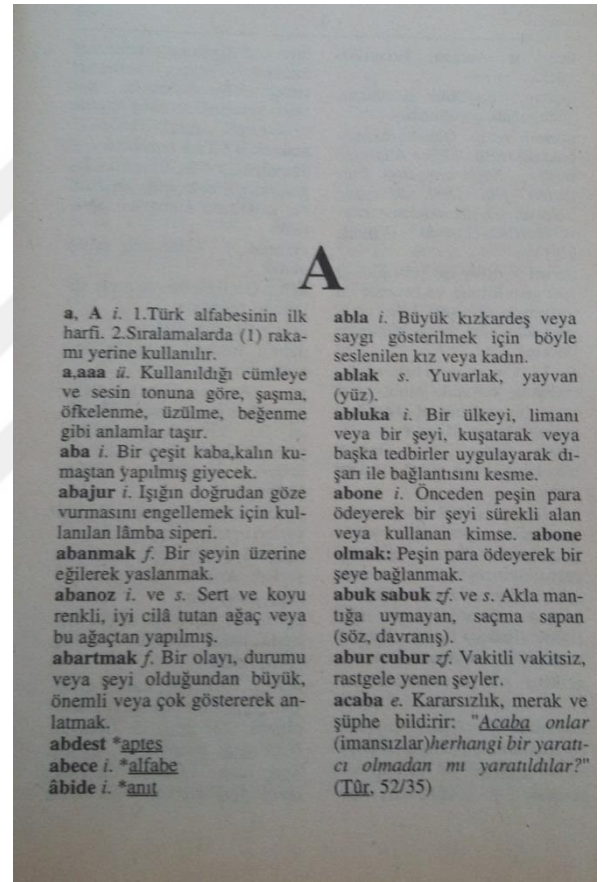 A
a, A i. 1.Türk alfabesinin ilk
harfi. 2.Sıralamalarda (1) raka-
mı yerine kullanılır.
a,aaa ü. Kullanıldığı cümleye
ve sesin tonuna göre, şaşma,
öfkelenme, üzülme, beğenme
gibi anlamlar taşır.
aba i. Bir çeşit kaba,kalın ku-
maştan yapılmış giyecek.
abajur i. Işığın doğrudan göze
vurmasını engellemek için kul-
lanılan lâmba siperi.
abanmak f. Bir şeyin üzerine
eğilerek yaslanmak.
abanoz i. ve s. Sert ve koyu
renkli, iyi cilâ tutan ağaç veya
bu ağaçtan yapılmış.
abartmak f. Bir olayı, durumu
veya şeyi olduğundan büyük,
önemli veya çok göstererek an-
latmak.
abdest *aptes
abece i. *alfabe
âbide i. *anıt
abla i. Büyük kızkardeş veya
saygı gösterilmek için böyle
seslenilen kız veya kadın.
ablak s. Yuvarlak, yayvan
(yüz).
abluka i. Bir ülkeyi, limanı
veya bir şeyi, kuşatarak veya
başka tedbirler uygulayarak dı-
şarı ile bağlantısını kesme.
abone i. Önceden peşin para
ödeyerek bir şeyi sürekli alan
veya kullanan kimse. abone
olmak: Peşin para ödeyerek bir
şeye bağlanmak.
abuk sabuk zf. ve s. Akla man-
tığa uymayan, saçma sapan
(söz, davranış).
abur cubur zf. Vakitli vakitsiz,
rastgele yenen şeyler.
acaba e. Kararsızlık, merak ve
şüphe bildirir: "Acaba onlar
(imansızlar)herhangi bir yaratı-
cı olmadan mı yaratıldılar?"
(Tûr, 52/35)